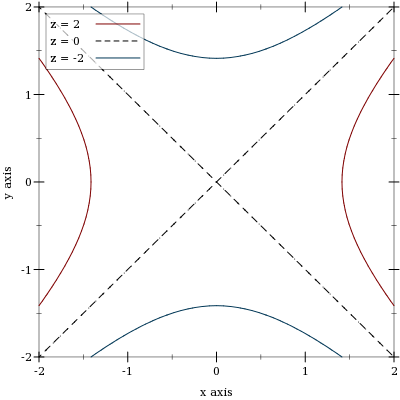 2
z = 2
z = 0
z = -2
1
y axis
0
-1
-2
-2
-1
0
1
2
x axis